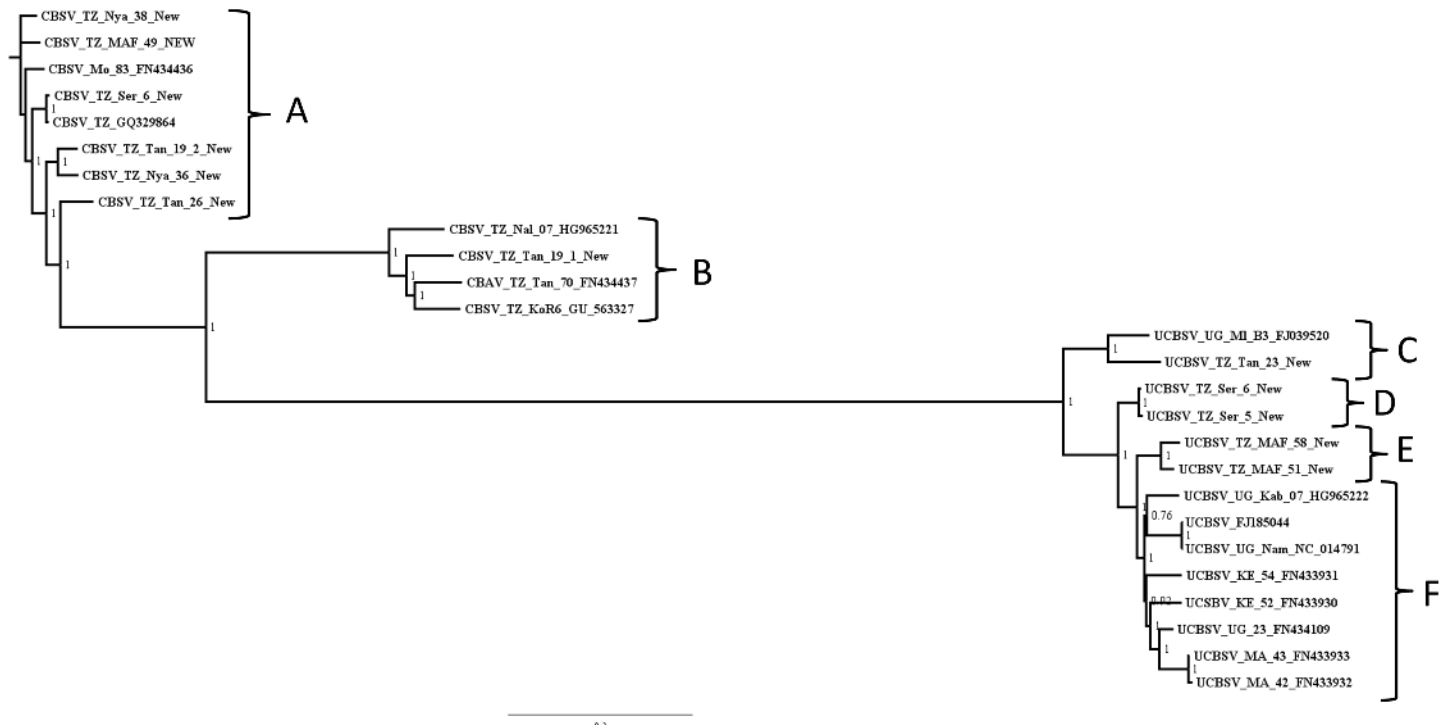 CBSV_TZ_Nya_38_New
CBSV_TZ_MAF_49_NEW
CBSV_Mo_83_FN434436
CBSV_TZ_Ser_6_New
1
CBSV_TZ_GQ329864
A
CBSV_TZ_Tan_19_2_New
1
1
CBSV_TZ_Nya_36_New
CBSV_TZ_Tan_26_New
1
1
CBSV_TZ_Nal_07_HG965221
1
CBSV_TZ_Tan_19_1_New
1
CBAV_TZ_Tan_70_FN434437
1
CBSV_TZ_KoR6_GU_563327
B
1
UCBSV_UG_Ml_B3_FJ039520
1
UCBSV_TZ_Tan_23_New
C
UCBSV_TZ_Ser_6_New
1
1
UCBSV_TZ_Ser_5_New
D
UCBSV_TZ_MAF_58_New
1
1
UCBSV_TZ_MAF_51_New
E
UCBSV_UG_Kab_07_HG965222
1
0.76
UCBSV_FJ185044
1
UCBSV_UG_Nam_NC_014791
1
UCBSV_KE_54_FN433931
UCSBV_KE_52_FN433930
UCBSV_UG_23_FN434109
1
1
UCBSV_MA_43_FN433933
1
UCBSV_MA_42_FN433932
F